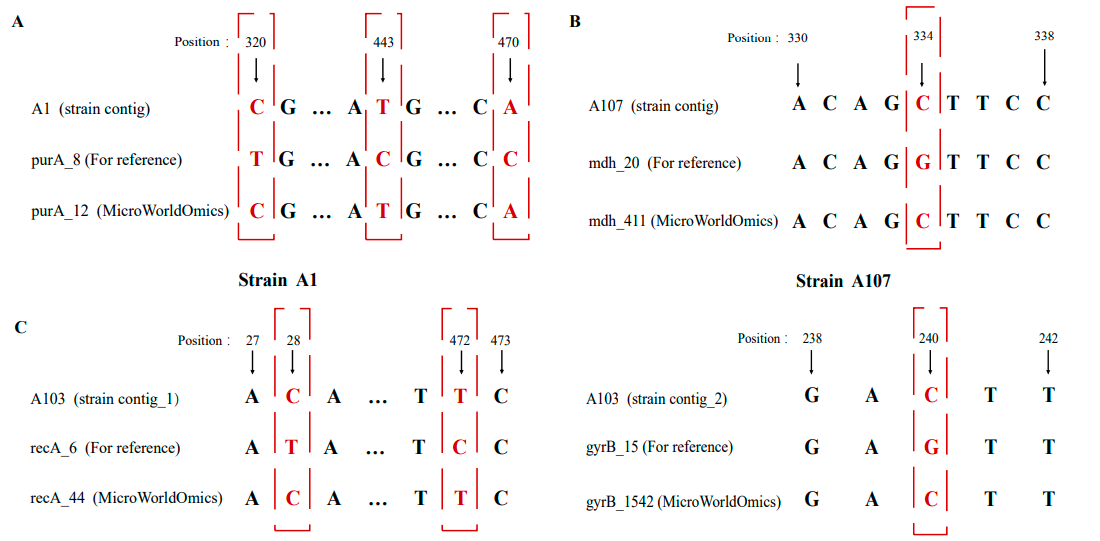 A
Position : 320 443 470
A1 (strain contig) C G ... A T G ... C A
purA_8 (For reference) T G ... A C G ... C C
purA_12 (MicroWorldOmics) C G ... A T G ... C A
Strain A1
B
Position : 330 334 338
A107 (strain contig) A C A G C T T C C
mdh_20 (For reference) A C A G G T T C C
mdh_411 (MicroWorldOmics) A C A G C T T C C
Strain A107
C
Position : 27 28 472 473
A103 (strain contig_1) A C A ... T T C
recA_6 (For reference) A T A ... T C C
recA_44 (MicroWorldOmics) A C A ... T T C
Position : 238 240 242
A103 (strain contig_2) G A C T T
gyrB_15 (For reference) G A G T T
gyrB_1542 (MicroWorldOmics) G A C T T